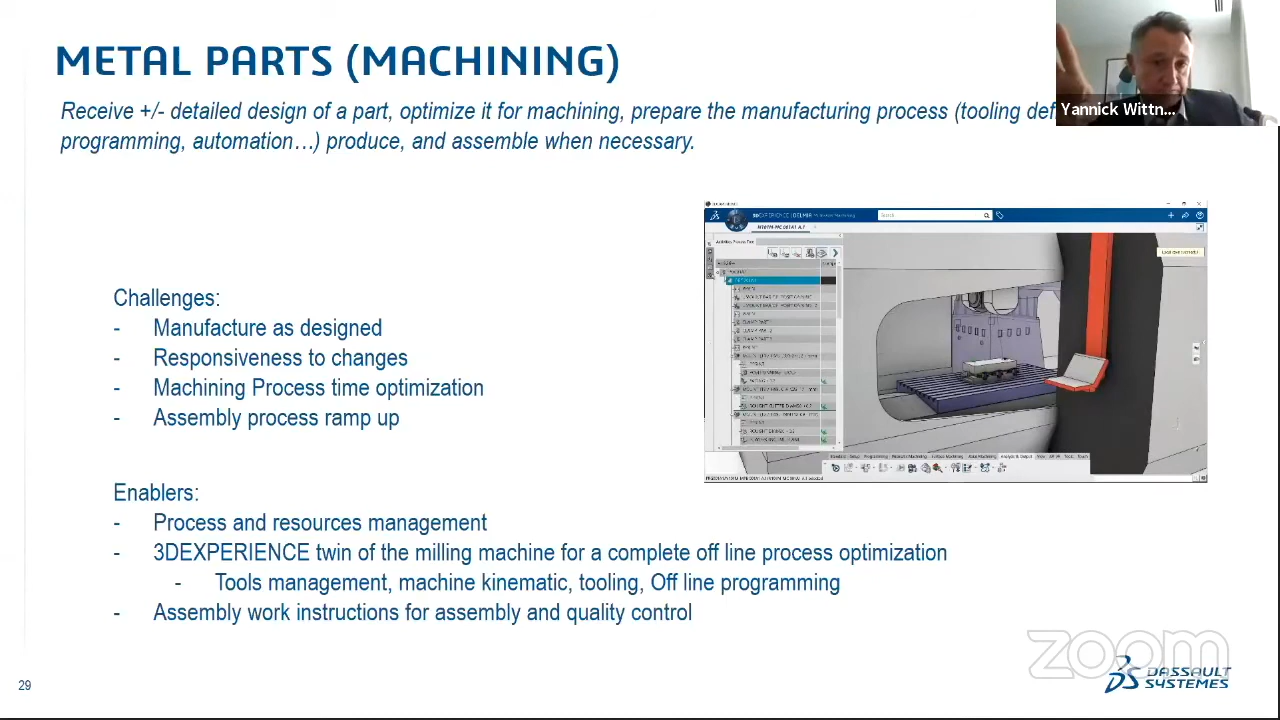 METAL PARTS (MACHINING)
Receive +/- detailed design of a part, optimize it for machining, prepare the manufacturing process (tooling def
programming, automation…) produce, and assemble when necessary.
Yannick Wittn...
3DEXPERIENCE | DELMIA
Search
Challenges:
- Manufacture as designed
- Responsiveness to changes
- Machining Process time optimization
- Assembly process ramp up
Enablers:
- Process and resources management
- 3DEXPERIENCE twin of the milling machine for a complete off line process optimization
- Tools management, machine kinematic, tooling, Off line programming
- Assembly work instructions for assembly and quality control
29
zoom
DASSAULT
SYSTEMES